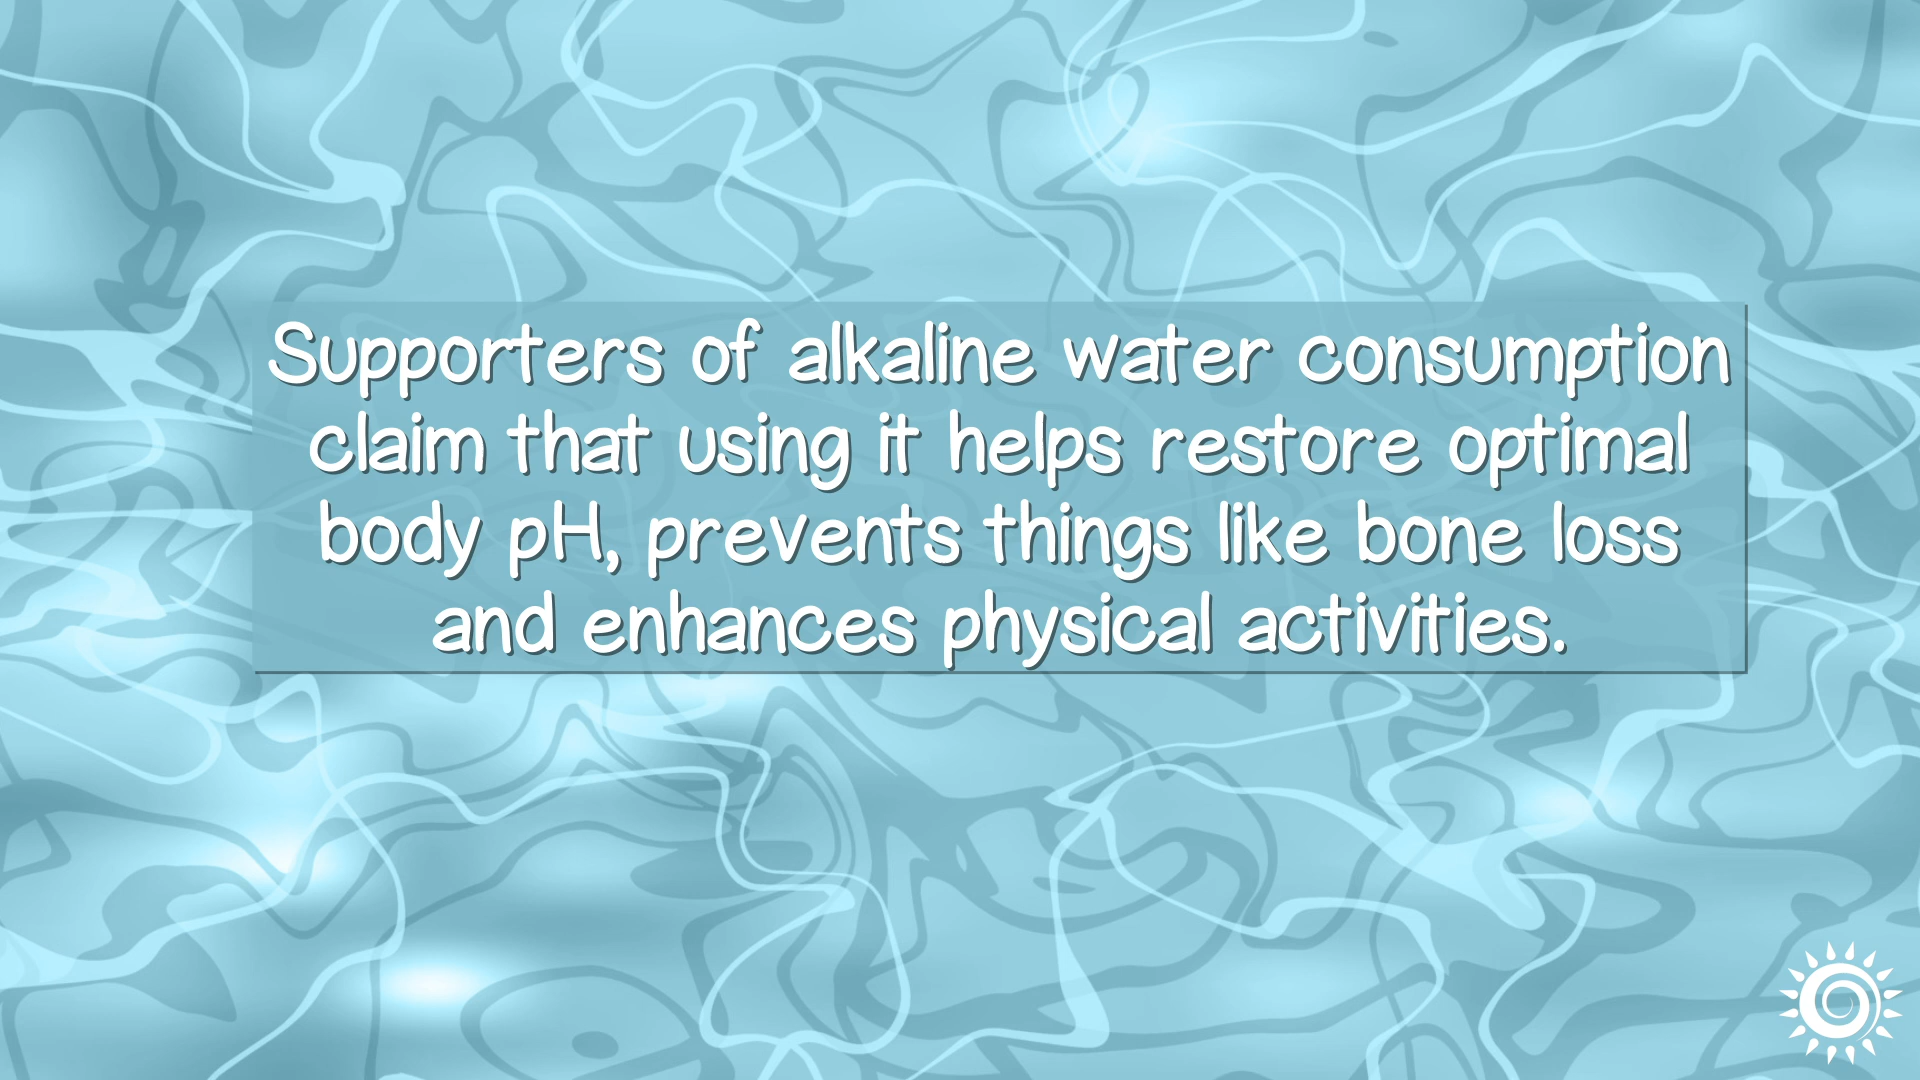 Supporters of alkaline water consumption
claim that using it helps restore optimal
body pH, prevents things like bone loss
and enhances physical activities.